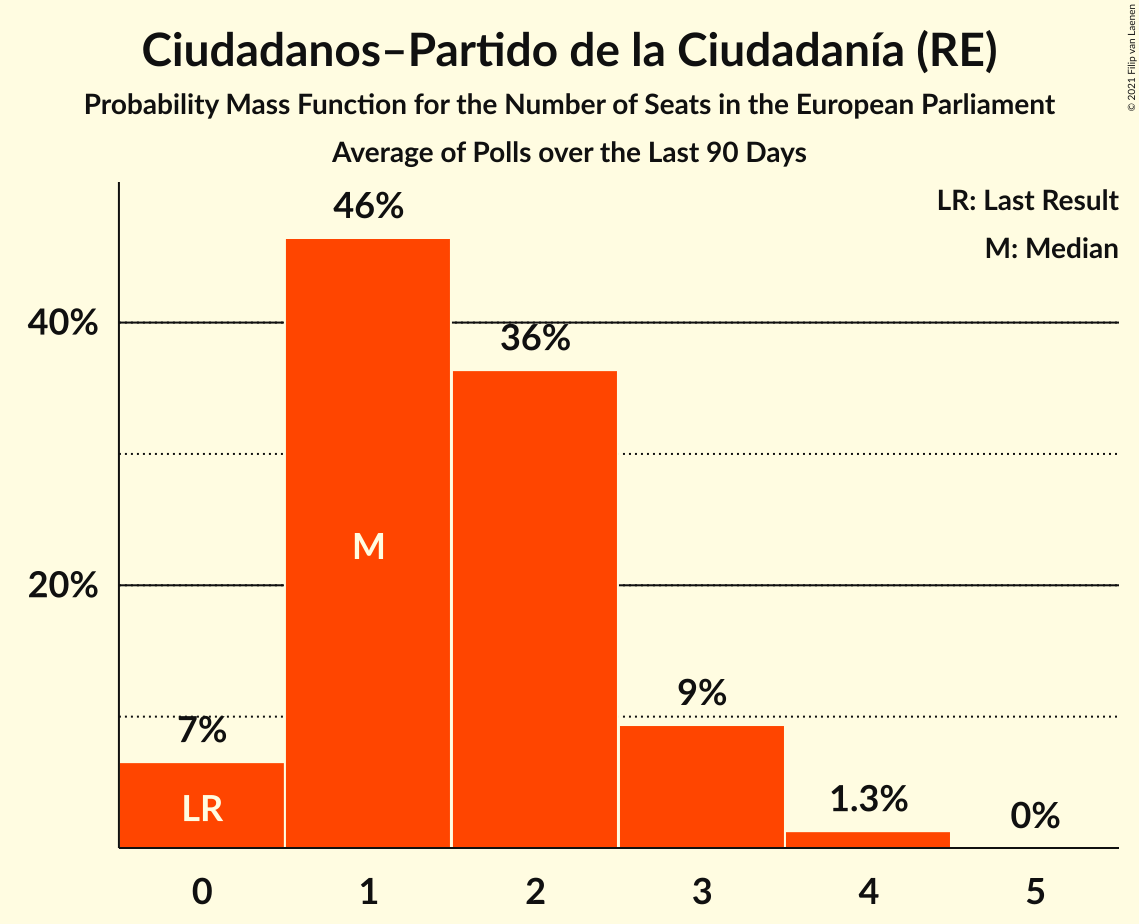 Ciudadanos–Partido de la Ciudadanía (RE)
Probability Mass Function for the Number of Seats in the European Parliament
Average of Polls over the Last 90 Days
© 2021 Filip van Laenen
LR: Last Result
M: Median
46%
40%
36%
M
20%
9%
7%
LR
1.3%
0%
0 1 2 3 4 5